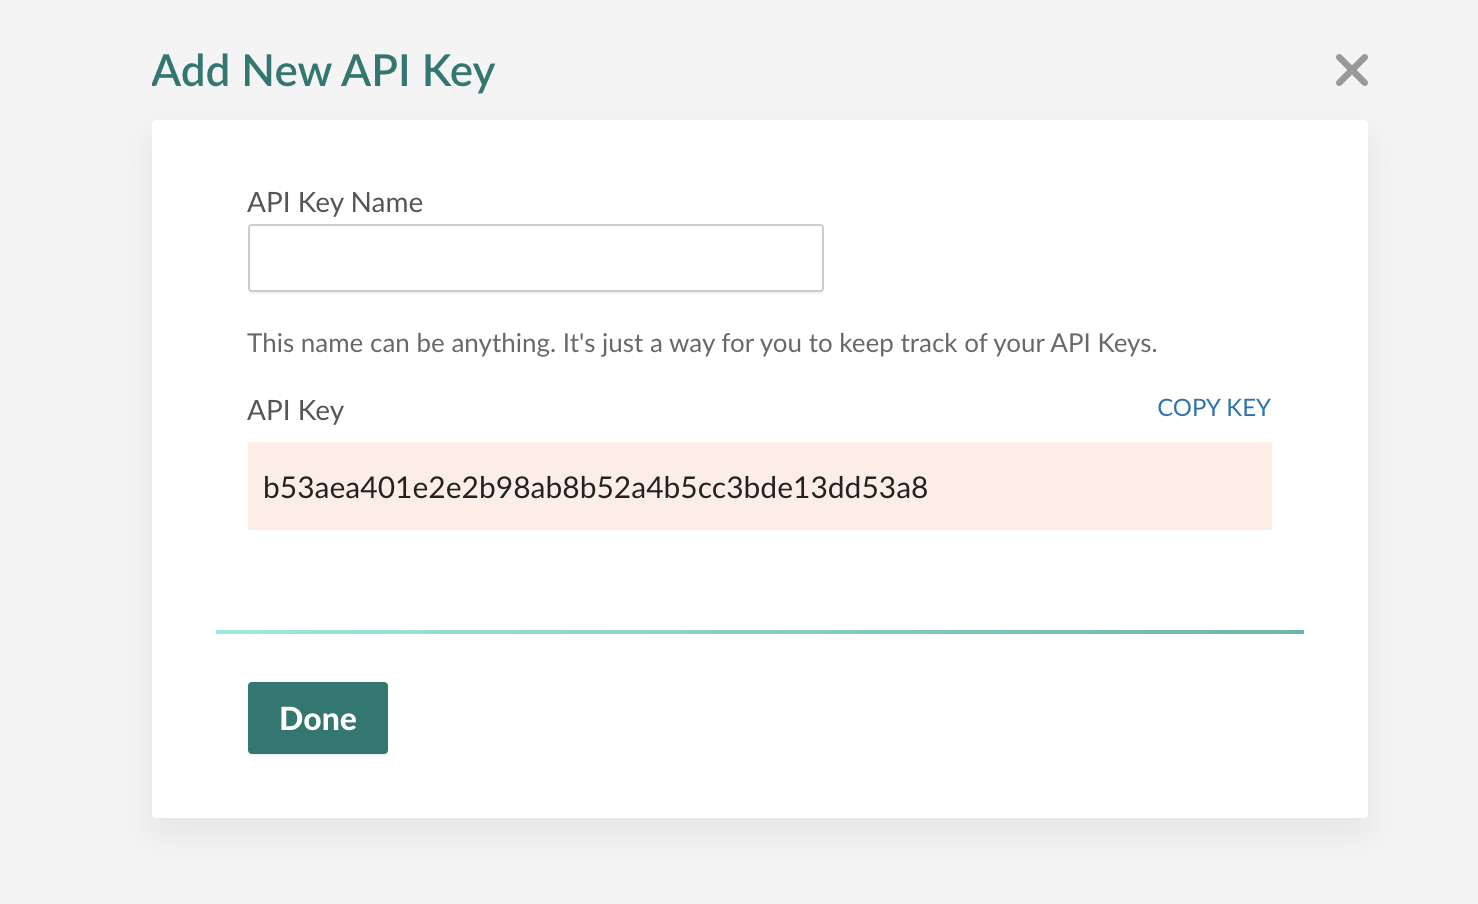 Add New API Key
API Key Name
This name can be anything. It's just a way for you to keep track of your API Keys.
API Key
COPY KEY
b53aea401e2e2b98ab8b52a4b5cc3bde13dd53a8
Done